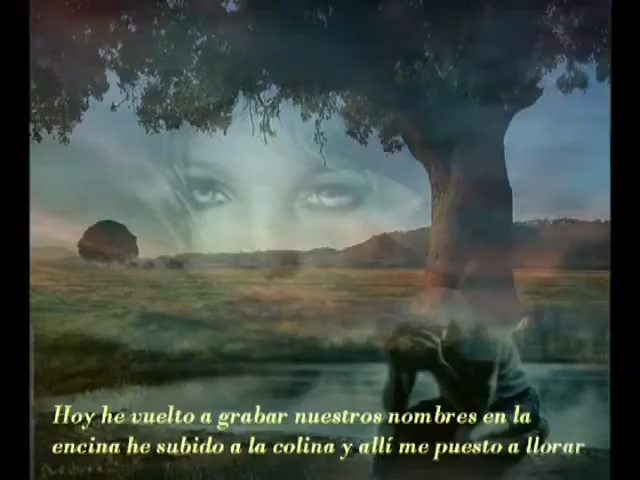 Hoy he vuelto a grabar nuestros nombres en la
encina he subido a la colina y allí me puesto a llorar